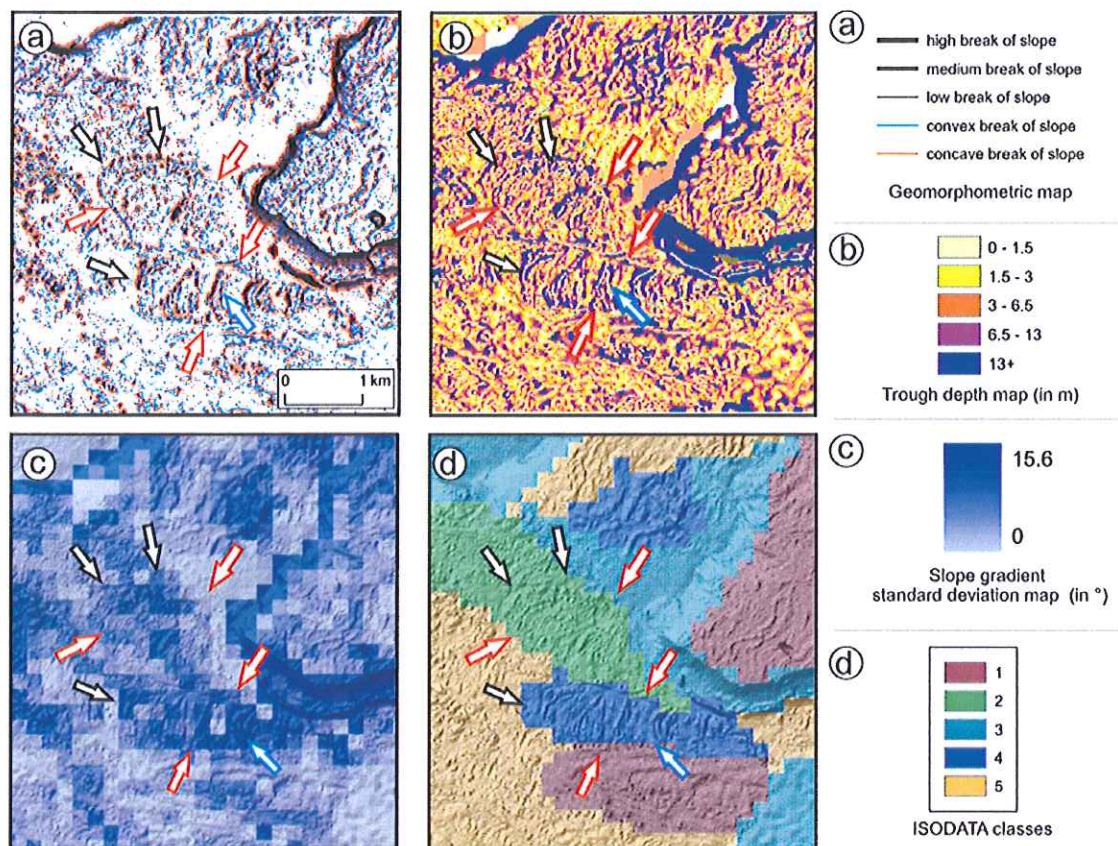 a
b
0 1 km
c
d
a
high break of slope
medium break of slope
low break of slope
convex break of slope
concave break of slope
Geomorphometric map
b
0 - 1.5
1.5 - 3
3 - 6.5
6.5 - 13
13+
Trough depth map (in m)
c
15.6
0
Slope gradient
standard deviation map (in °)
d
1
2
3
4
5
ISODATA classes